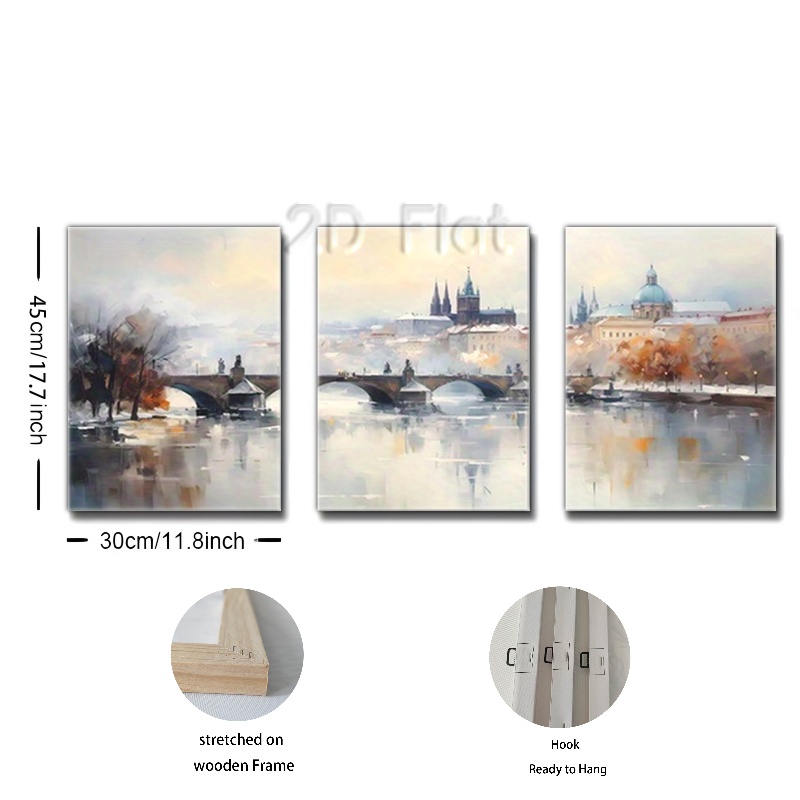 2D Flat.
45cm/17.7inch
30cm/11.8inch
stretched on
wooden Frame
Hook
Ready to Hang